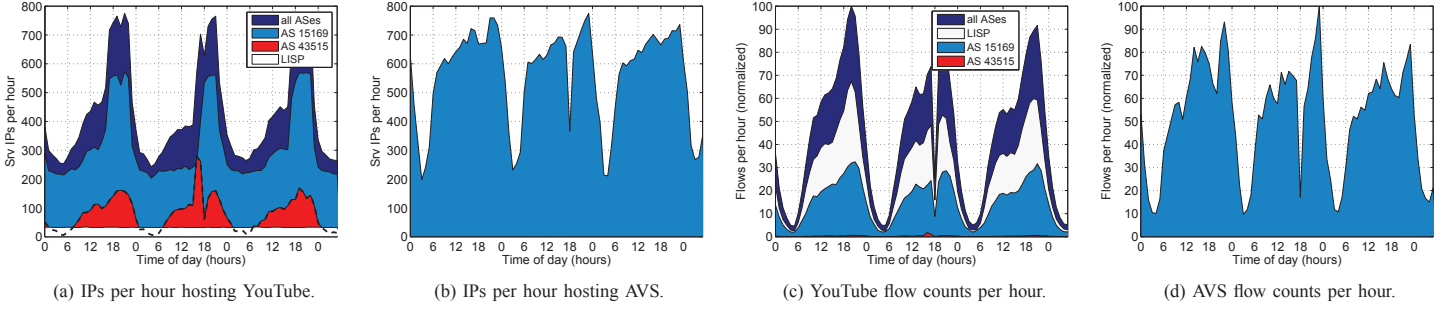 800
700
600
500
400
300
200
100
0
Srv IPs per hour
0 6 12 18 0 6 12 18 0 6 12 18 0
Time of day (hours)
all ASes
AS 15169
AS 43515
LISP
(a) IPs per hour hosting YouTube.
800
700
600
500
400
300
200
100
0
Srv IPs per hour
0 6 12 18 0 6 12 18 0 6 12 18 0
Time of day (hours)
(b) IPs per hour hosting AVS.
100
90
80
70
60
50
40
30
20
10
0
Flows per hour (normalized)
0 6 12 18 0 6 12 18 0 6 12 18 0
Time of day (hours)
all ASes
LISP
AS 15169
AS 43515
(c) YouTube flow counts per hour.
100
90
80
70
60
50
40
30
20
10
0
Flows per hour (normalized)
0 6 12 18 0 6 12 18 0 6 12 18 0
Time of day (hours)
(d) AVS flow counts per hour.